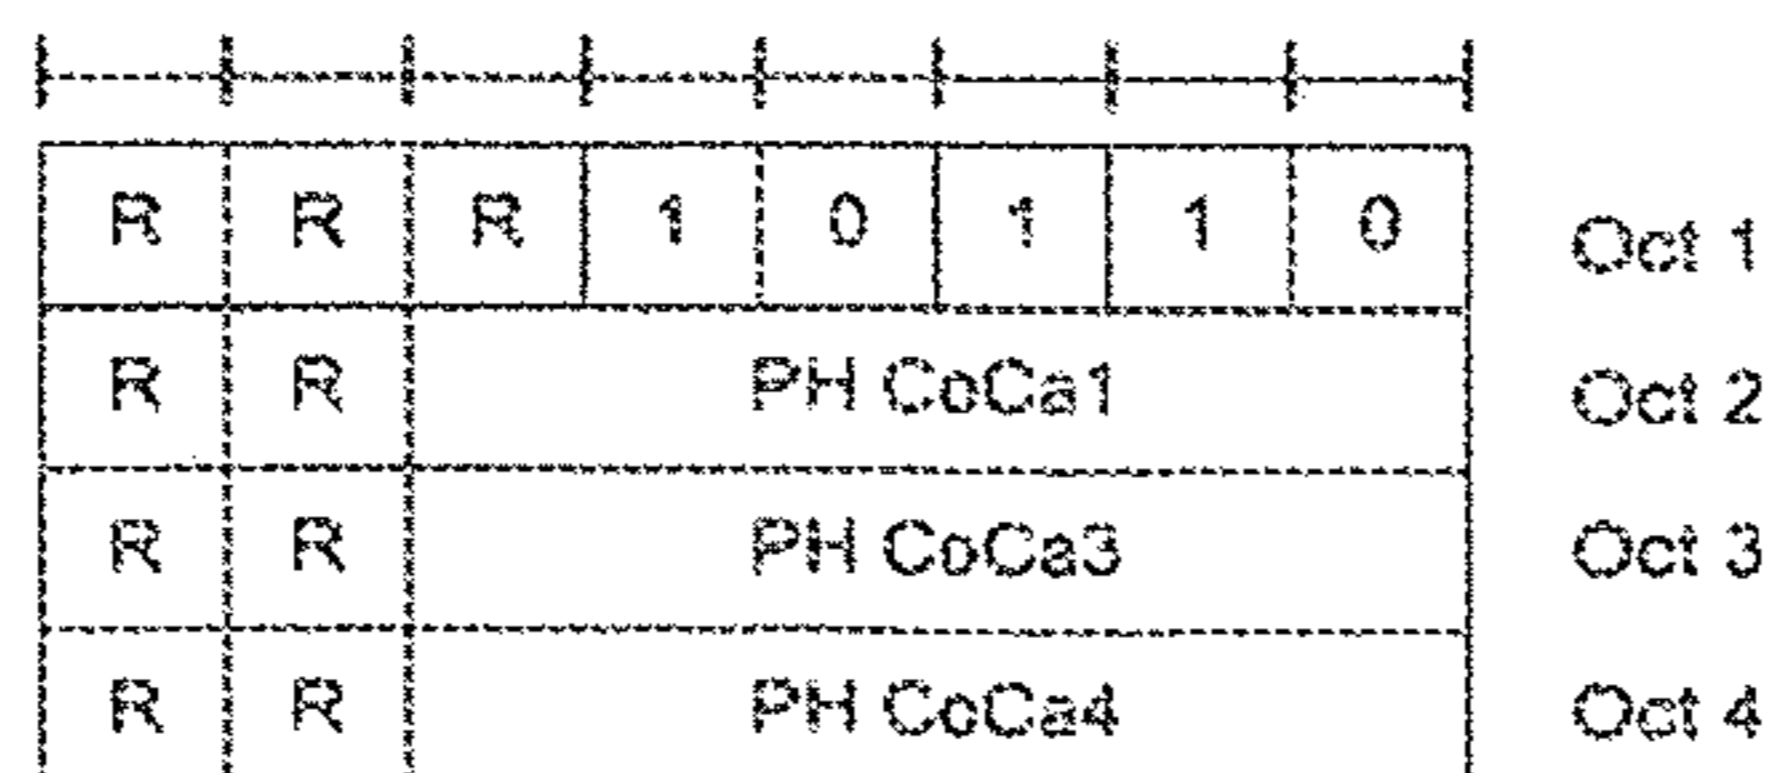 R R R 1 0 1 1 0 Oct 1
R R PH CoCa1 Oct 2
R R PH CoCa3 Oct 3
R R PH CoCa4 Oct 4